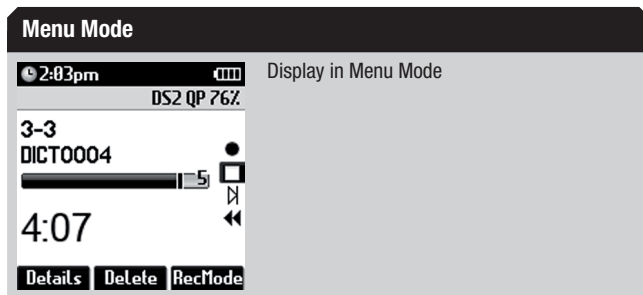 Menu Mode
2:03pm
DS2 QP 76%
Display in Menu Mode
3-3
DICT0004
5
4:07
Details Delete RecMode